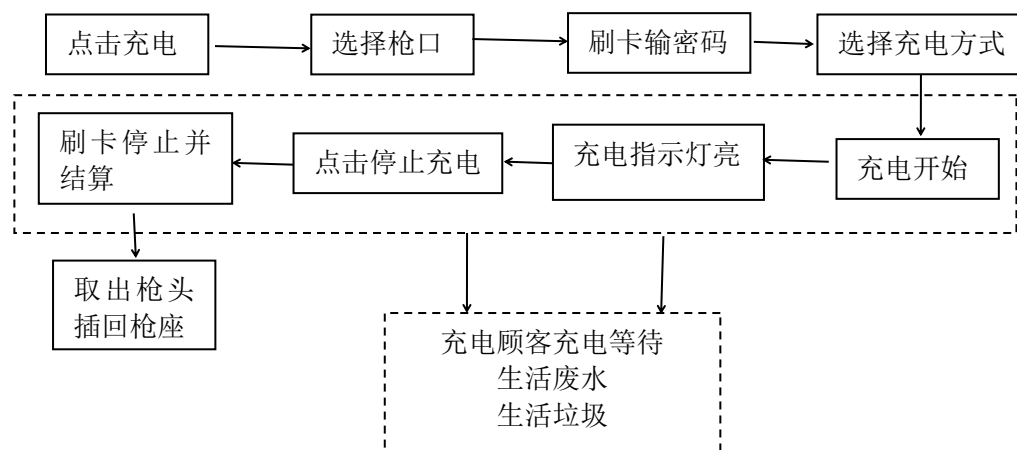 点击充电
选择枪口
刷卡输密码
选择充电方式
刷卡停止并
结算
点击停止充电
充电指示灯亮
充电开始
取出枪头
插回枪座
充电顾客充电等待
生活废水
生活垃圾